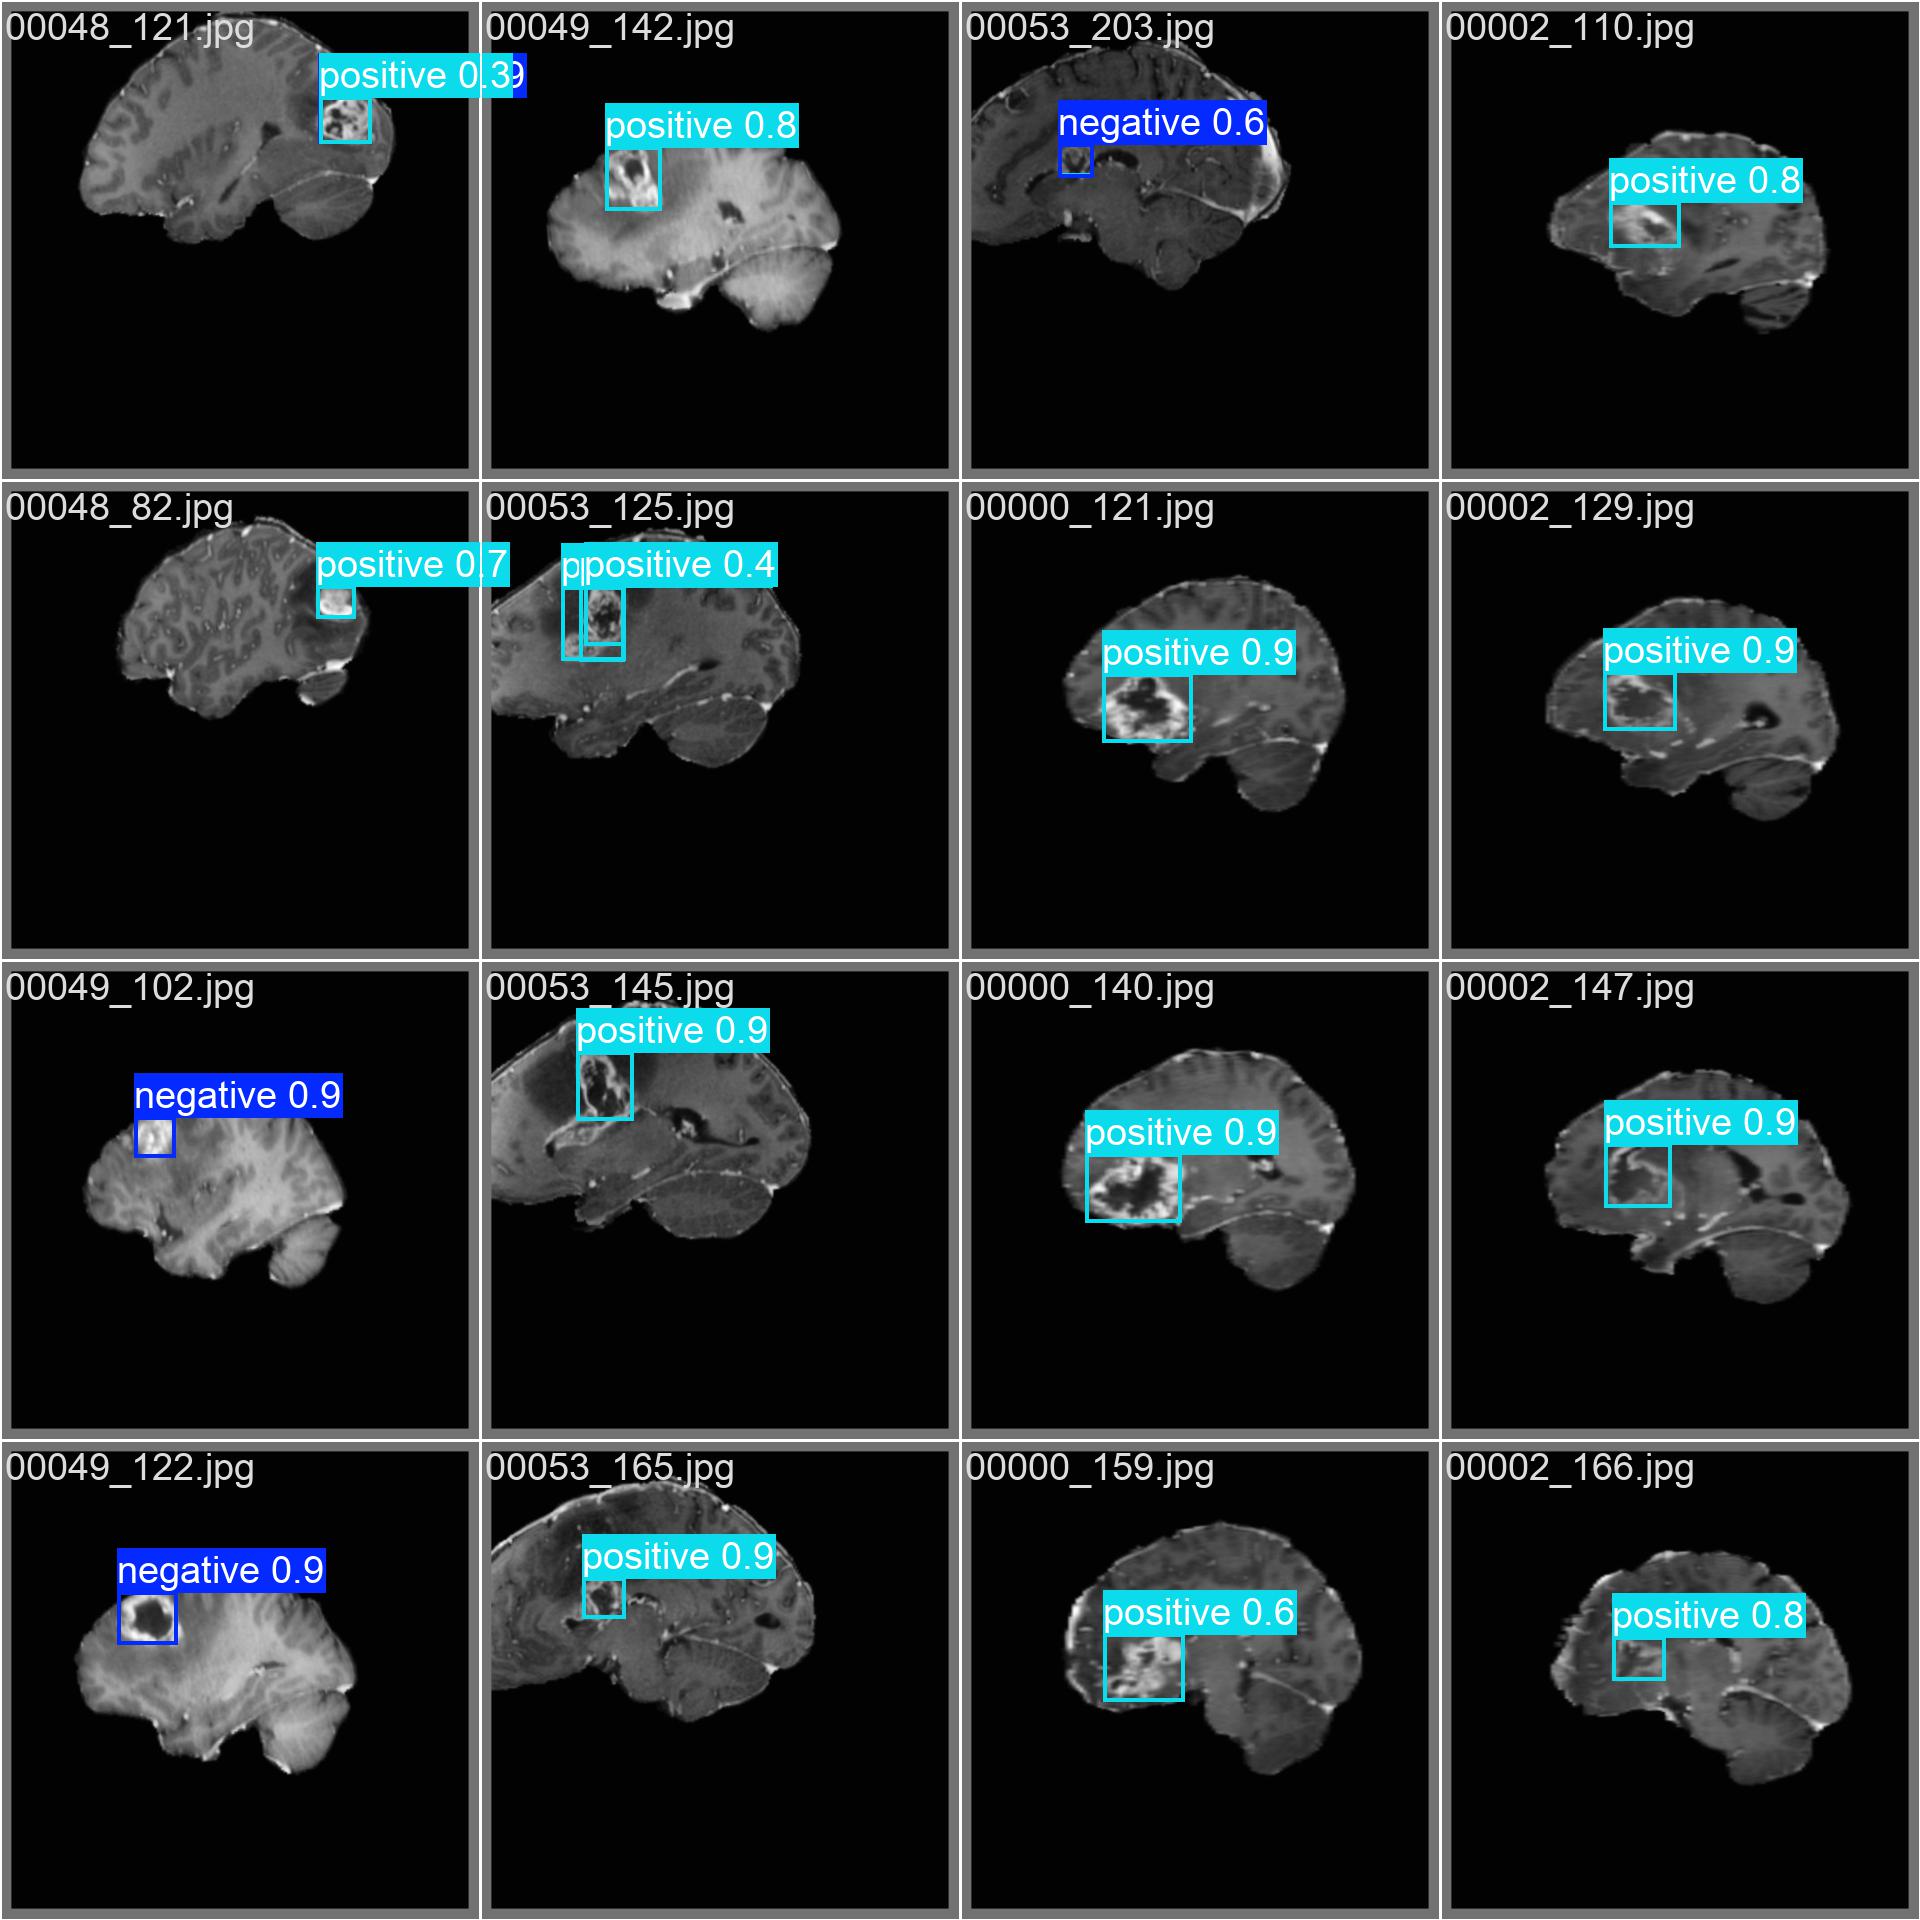 00048_121.jpg
positive 0.3
9
00049_142.jpg
positive 0.8
00053_203.jpg
negative 0.6
00002_110.jpg
positive 0.8
00048_82.jpg
positive 0.7
00053_125.jpg
p
positive 0.4
00000_121.jpg
positive 0.9
00002_129.jpg
positive 0.9
00049_102.jpg
negative 0.9
00053_145.jpg
positive 0.9
00000_140.jpg
positive 0.9
00002_147.jpg
positive 0.9
00049_122.jpg
negative 0.9
00053_165.jpg
positive 0.9
00000_159.jpg
positive 0.6
00002_166.jpg
positive 0.8